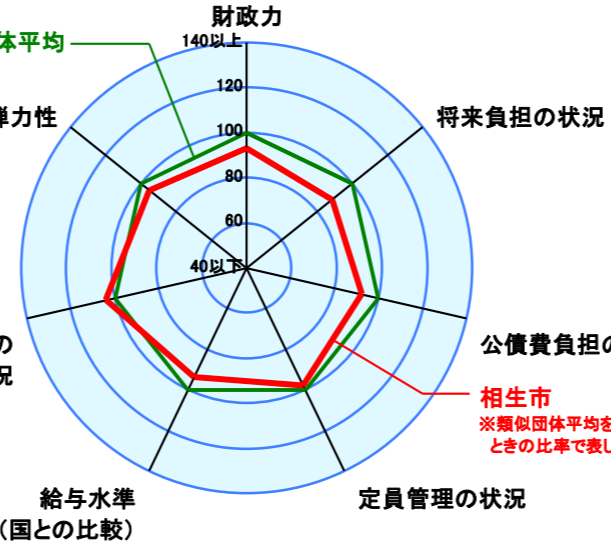 財政力
140以上
体平均
120
弾力性
将来負担の状況
100
80
60
40以下
の
況
公債費負担の
相生市
※類似団体平均を
ときの比率で表し
給与水準
(国との比較)
定員管理の状況